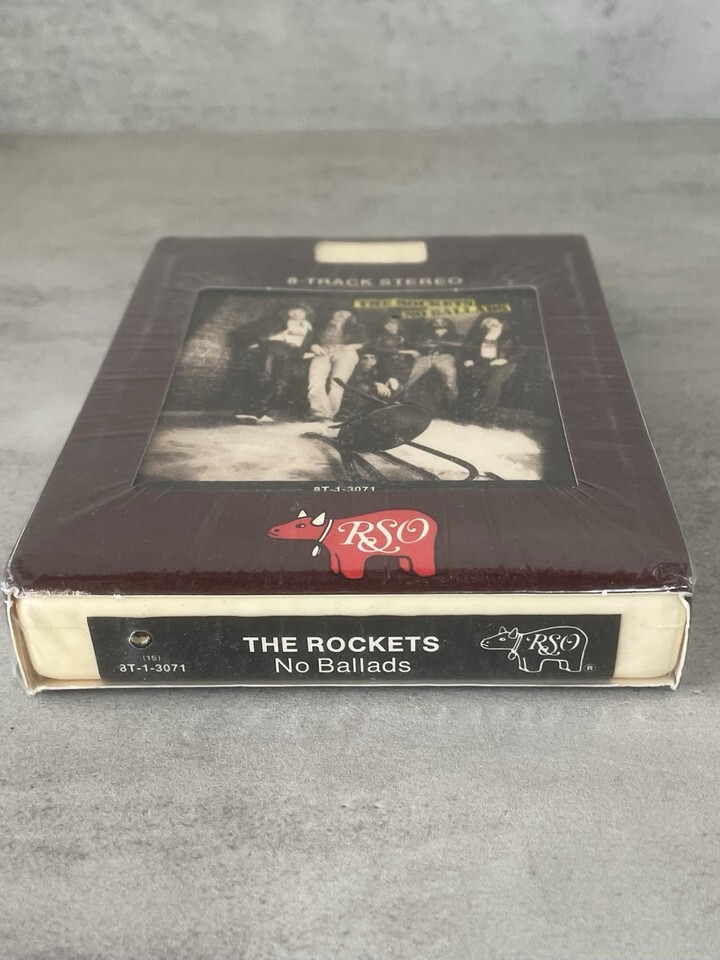 8-TRACK STEREO
THE ROCKETS
NO BALLADS
8T-1-3071
RSO
THE ROCKETS
No Ballads
(15)
8T-1-3071
RSO
®